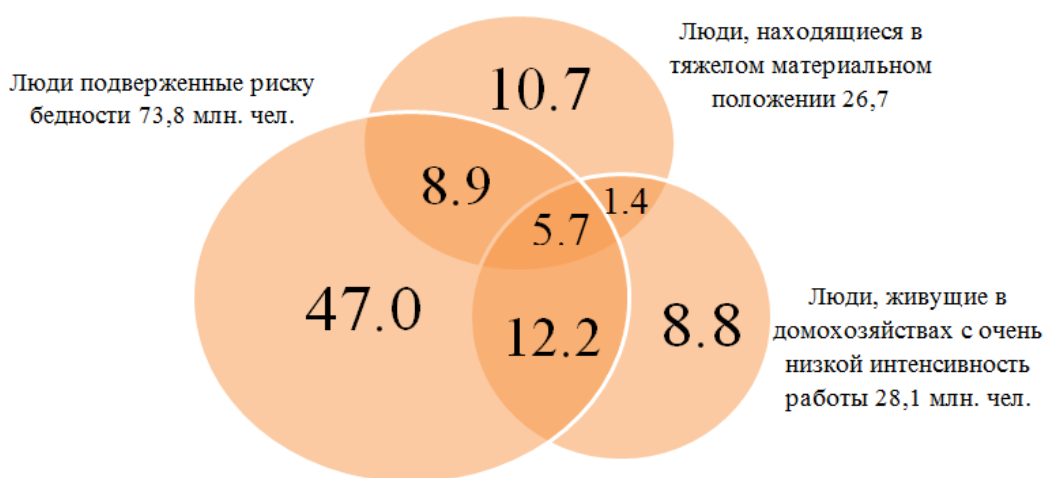 Люди, находящиеся в
тяжелом материальном
положении 26,7
Люди подверженные риску
бедности 73,8 млн. чел.
10.7
8.9
1.4
5.7
47.0
12.2
8.8
Люди, живущие в
домохозяйствах с очень
низкой интенсивность
работы 28,1 млн. чел.